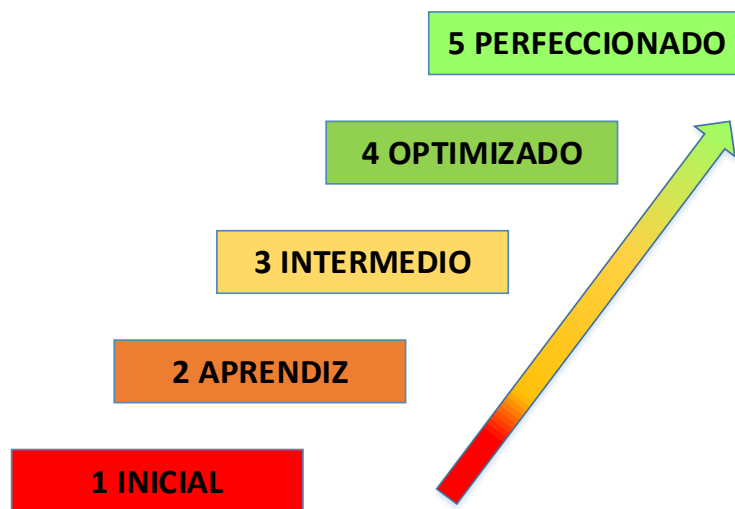 5 PERFECCIONADO
4 OPTIMIZADO
3 INTERMEDIO
2 APRENDIZ
1 INICIAL